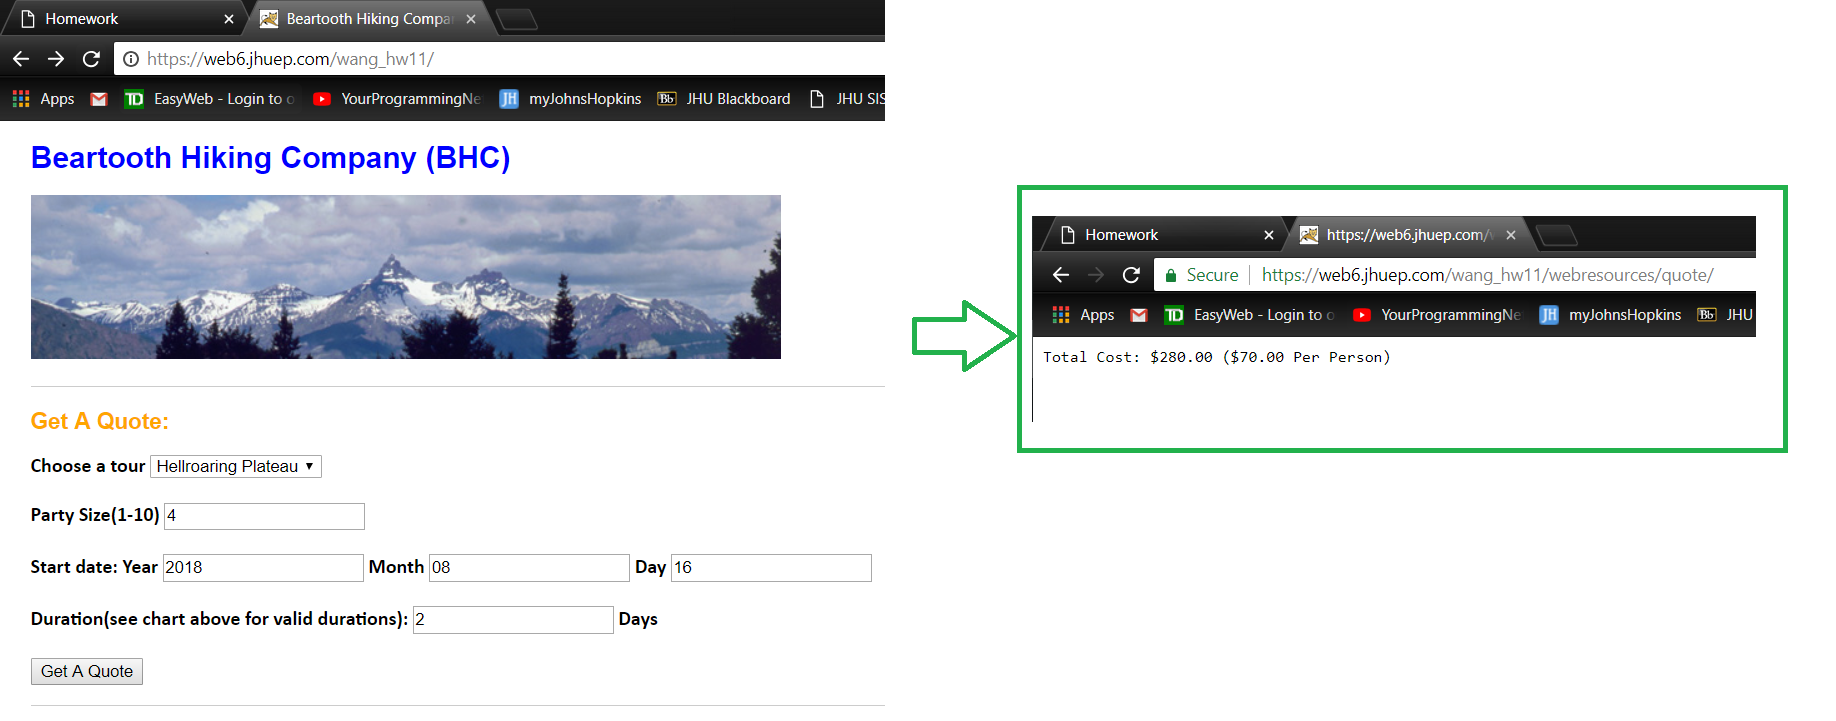 Homework
Beartooth Hiking Compa
https://web6.jhuep.com/wang_hw11/
Apps EasyWeb - Login to o YourProgrammingNe myJohnsHopkins Bb JHU Blackboard JHU SIS
Beartooth Hiking Company (BHC)
Get A Quote:
Choose a tour Hellroaring Plateau
Party Size(1-10) 4
Start date: Year 2018 Month 08 Day 16
Duration(see chart above for valid durations): 2 Days
Get A Quote
Homework
https://web6.jhuep.com/
Secure https://web6.jhuep.com/wang_hw11/webresources/quote/
Apps TD EasyWeb - Login to o YourProgrammingNe JH myJohnsHopkins Bb JHU
Total Cost: $280.00 ($70.00 Per Person)